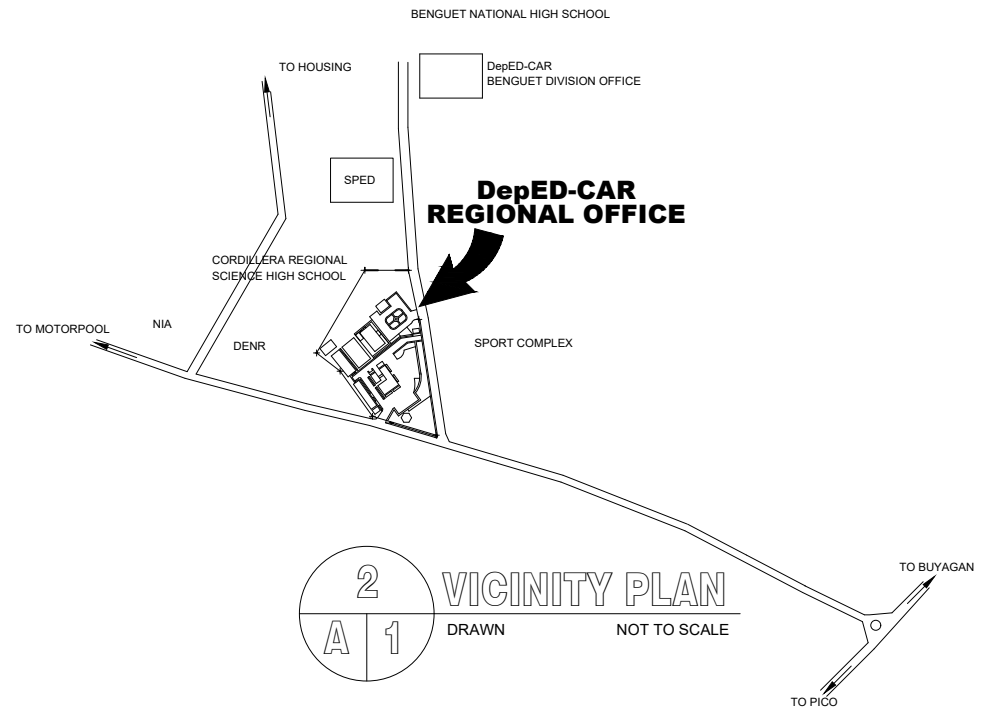 BENGUET NATIONAL HIGH SCHOOL
TO HOUSING
DepED-CAR
BENGUET DIVISION OFFICE
SPED
DepED-CAR
REGIONAL OFFICE
CORDILLERA REGIONAL
SCIENCE HIGH SCHOOL
TO MOTORPOOL
NIA
DENR
SPORT COMPLEX
TO BUYAGAN
2
VICINITY PLAN
A 1
DRAWN NOT TO SCALE
TO PICO